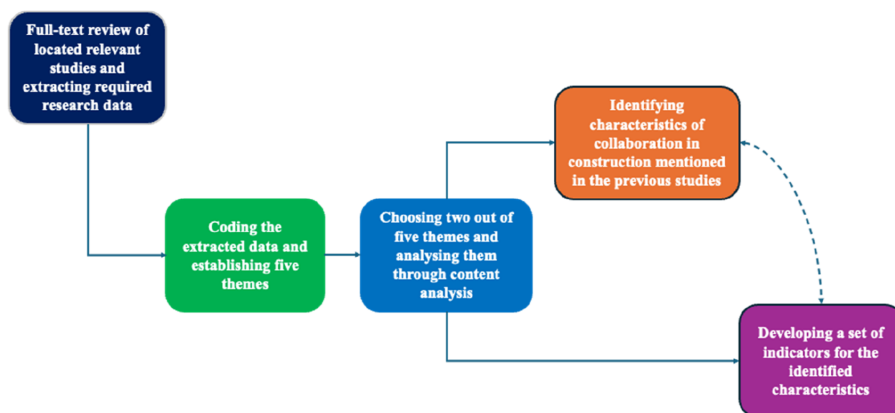 Full-text review of
located relevant
studies and
extracting required
research data
Identifying
characteristics of
collaboration in
construction mentioned
in the previous studies
Coding the
extracted data and
establishing five
themes
Choosing two out of
five themes and
analysing them
through content
analysis
Developing a set of
indicators for the
identified
characteristics